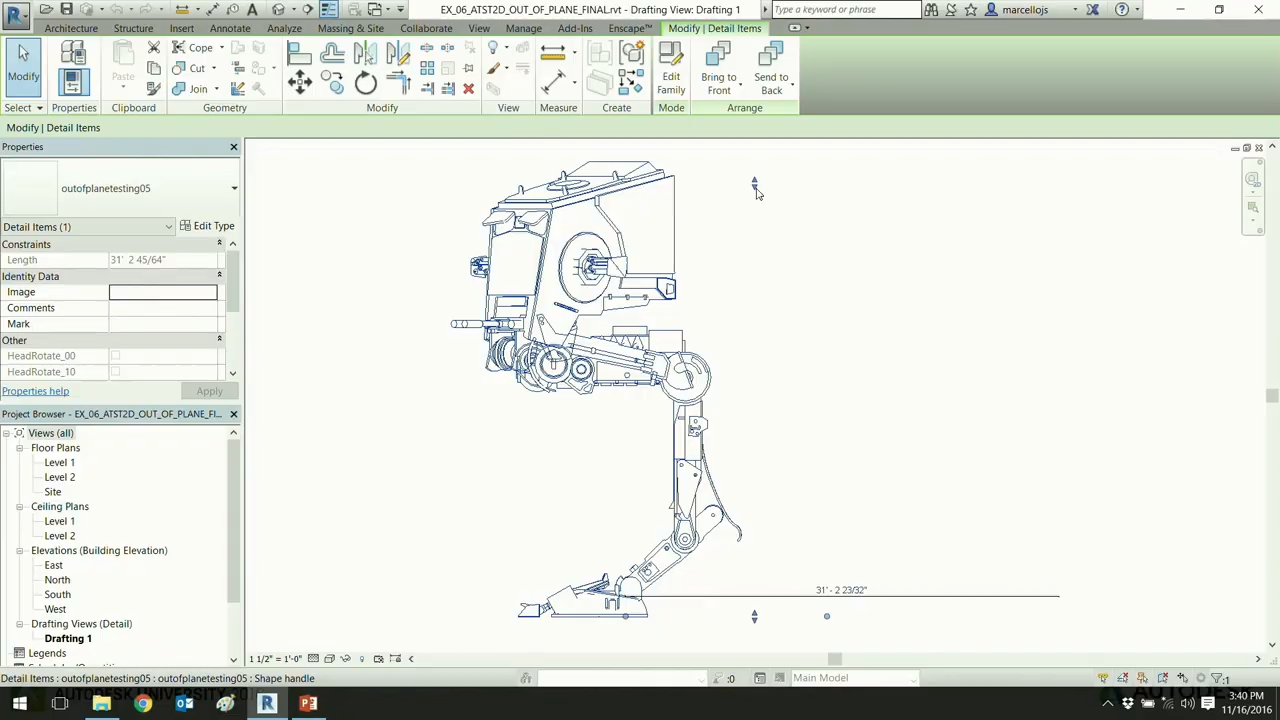 EX_06_ATST2D_OUT_OF_PLANE_FINAL.rvt - Drafting View: Drafting 1
Type a keyword or phrase
marcellojs
Architecture Structure Insert Annotate Analyze Massing & Site Collaborate View Manage Add-Ins Enscape™ Modify | Detail Items
Cope
Cut
Join
Modify
Paste
Edit
Family
Bring to
Front
Send to
Back
Select Properties Clipboard Geometry Modify View Measure Create Mode Arrange
Modify | Detail Items
Properties
outofplanetesting05
Detail Items (1)
Edit Type
Constraints
Length 31' 2 45/64"
Identity Data
Image
Comments
Mark
Other
HeadRotate_00
HeadRotate_10
Properties help
Apply
Project Browser - EX_06_ATST2D_OUT_OF_PLANE_FI...
Views (all)
Floor Plans
Level 1
Level 2
Site
Ceiling Plans
Level 1
Level 2
Elevations (Building Elevation)
East
North
South
West
Drafting Views (Detail)
Drafting 1
Legends
31' - 2 23/32"
1 1/2" = 1'-0"
Detail Items : outofplanetesting05 : outofplanetesting05 : Shape handle
:0
Main Model
:1
3:40 PM
11/16/2016